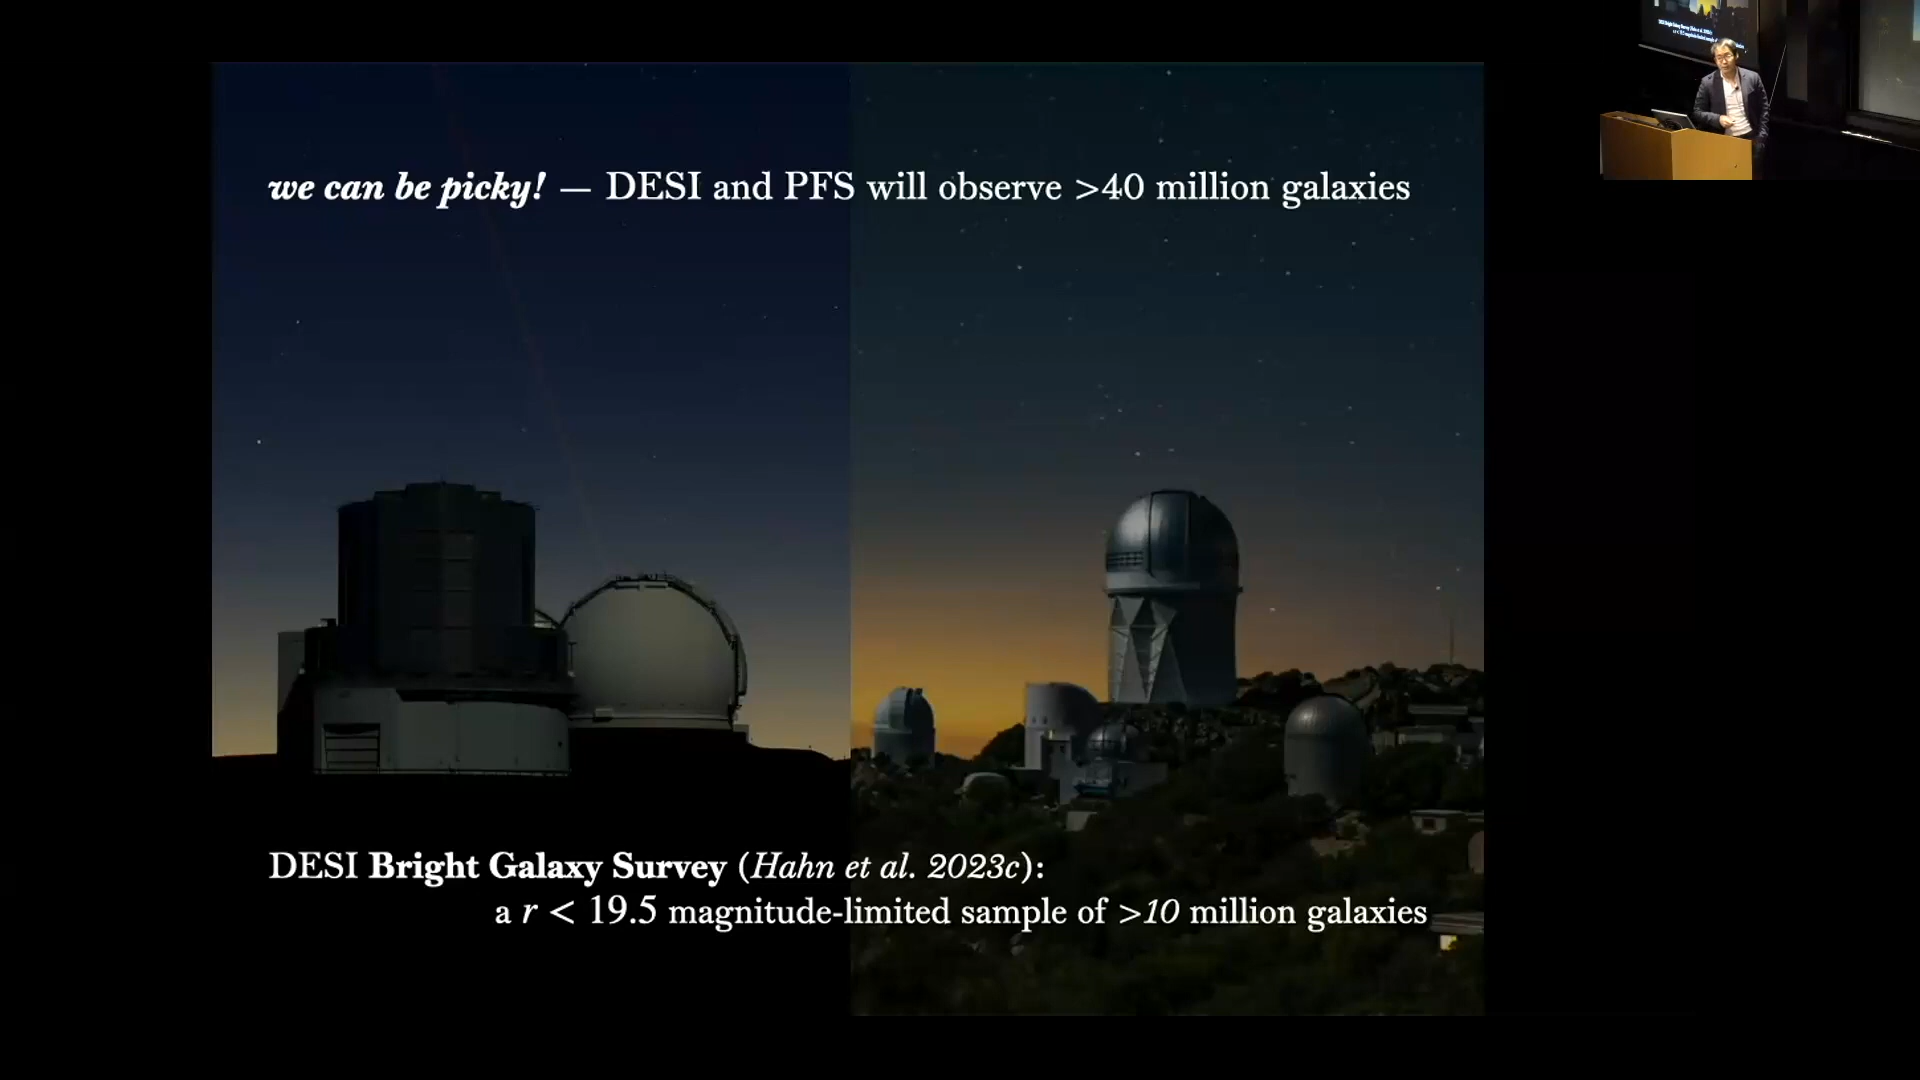 we can be picky! — DESI and PFS will observe >40 million galaxies
DESI Bright Galaxy Survey (Hahn et al. 2023c):
a r < 19.5 magnitude-limited sample of >10 million galaxies